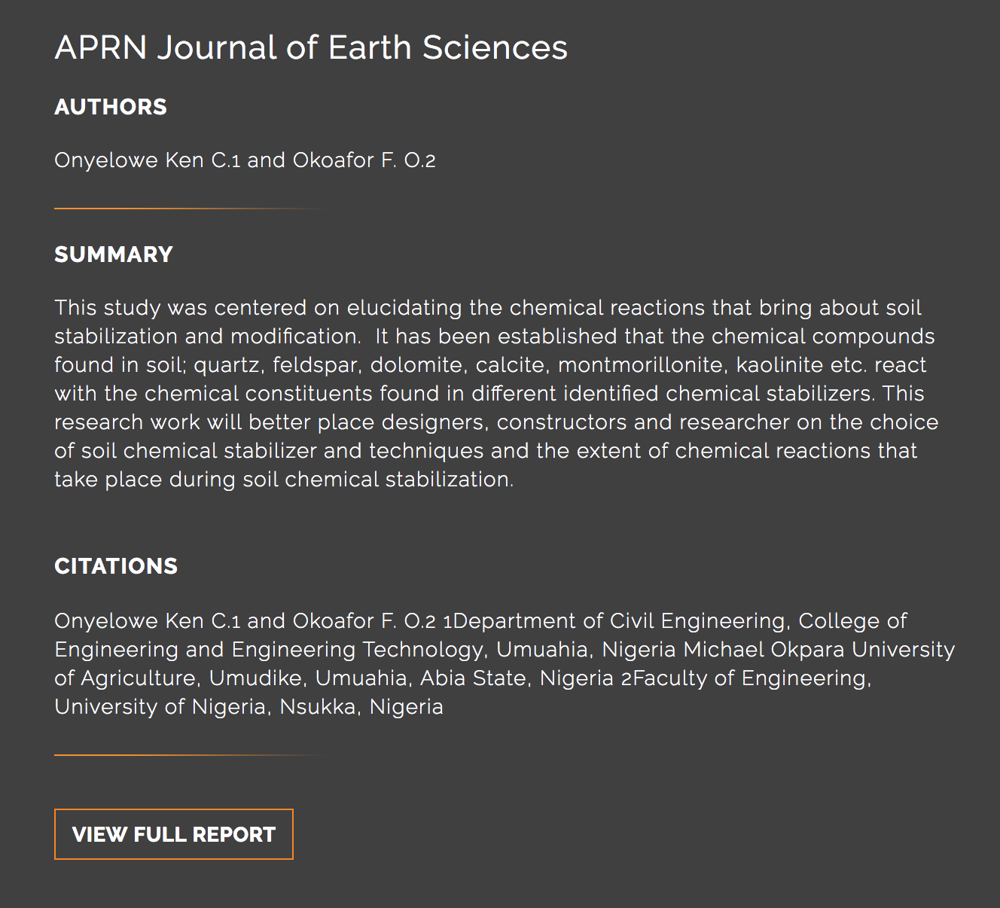 APRN Journal of Earth Sciences
AUTHORS
Onyelowe Ken C.1 and Okoafor F. O.2
SUMMARY
This study was centered on elucidating the chemical reactions that bring about soil
stabilization and modification.  It has been established that the chemical compounds
found in soil; quartz, feldspar, dolomite, calcite, montmorillonite, kaolinite etc. react
with the chemical constituents found in different identified chemical stabilizers. This
research work will better place designers, constructors and researcher on the choice
of soil chemical stabilizer and techniques and the extent of chemical reactions that
take place during soil chemical stabilization.
CITATIONS
Onyelowe Ken C.1 and Okoafor F. O.2 1Department of Civil Engineering, College of
Engineering and Engineering Technology, Umuahia, Nigeria Michael Okpara University
of Agriculture, Umudike, Umuahia, Abia State, Nigeria 2Faculty of Engineering,
University of Nigeria, Nsukka, Nigeria
VIEW FULL REPORT